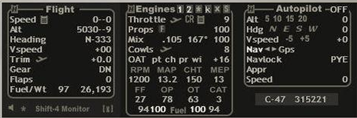 Flight
Speed 0--0
Alt 5030--9
Heading N-333
Vspeed +00
Trim +0.0
Gear DN
Flaps 0
Fuel/Wt 97 26,193
Shift-4 Monitor
Engines 1 2 K X S
Throttle CR 9
Props F 100
Mix .105 167° 100
Cowls 8
OAT pt ch pr wi +16
RPM MAP CHT MEP
1200 13.2 150 13
FF OP OT CAT
27 78 63 3
94100 Fuel 100 94
Autopilot -OFF-
Alt 5 10 15 20 0
Hdg N E S W 0
Vspeed -5 +5 +0
Nav Gps
Navlock PYE
Appr
Speed 0
C-47 315221